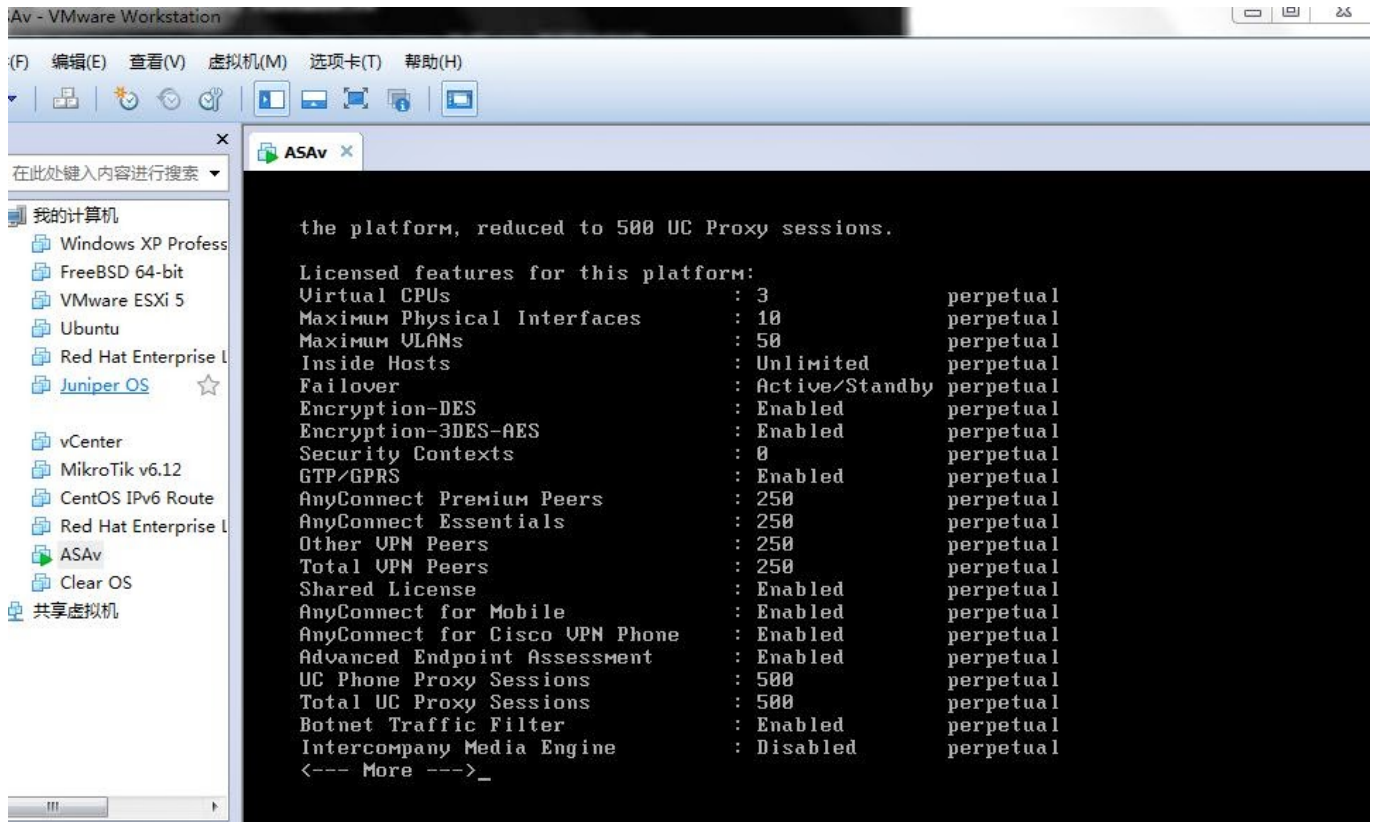 SAv - VMware Workstation
(F) 编辑(E) 查看(V) 虚拟机(M) 选项卡(T) 帮助(H)
在此处键入内容进行搜索
ASAv
我的计算机
Windows XP Profess
FreeBSD 64-bit
VMware ESXi 5
Ubuntu
Red Hat Enterprise L
Juniper OS
vCenter
MikroTik v6.12
CentOS IPv6 Route
Red Hat Enterprise L
ASAv
Clear OS
共享虚拟机
the platform, reduced to 500 UC Proxy sessions.
Licensed features for this platform:
Virtual CPUs : 3 perpetual
Maximum Physical Interfaces : 10 perpetual
Maximum VLANs : 50 perpetual
Inside Hosts : Unlimited perpetual
Failover : Active/Standby perpetual
Encryption-DES : Enabled perpetual
Encryption-3DES-AES : Enabled perpetual
Security Contexts : 0 perpetual
GTP/GPRS : Enabled perpetual
AnyConnect Premium Peers : 250 perpetual
AnyConnect Essentials : 250 perpetual
Other VPN Peers : 250 perpetual
Total VPN Peers : 250 perpetual
Shared License : Enabled perpetual
AnyConnect for Mobile : Enabled perpetual
AnyConnect for Cisco VPN Phone : Enabled perpetual
Advanced Endpoint Assessment : Enabled perpetual
UC Phone Proxy Sessions : 500 perpetual
Total UC Proxy Sessions : 500 perpetual
Botnet Traffic Filter : Enabled perpetual
Intercompany Media Engine : Disabled perpetual
<--- More --->_